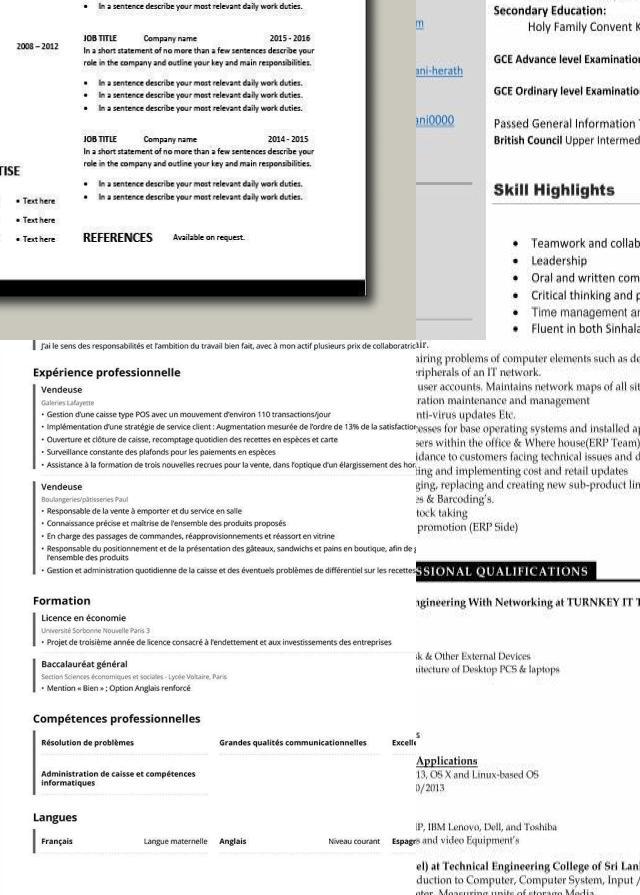 • In a sentence describe your most relevant daily work duties.
2008 – 2012
JOB TITLE Company name 2015 - 2016
In a short statement of no more than a few sentences describe your
role in the company and outline your key and main responsibilities.
• In a sentence describe your most relevant daily work duties.
• In a sentence describe your most relevant daily work duties.
• In a sentence describe your most relevant daily work duties.
JOB TITLE Company name 2014 - 2015
In a short statement of no more than a few sentences describe your
role in the company and outline your key and main responsibilities.
TISE
• In a sentence describe your most relevant daily work duties.
• In a sentence describe your most relevant daily work duties.
• Text here
• Text here
• Text here
REFERENCES Available on request.
m
ani-herath
ani0000
Secondary Education:
Holy Family Convent K
GCE Advance level Examination
GCE Ordinary level Examination
Passed General Information T
British Council Upper Intermed
Skill Highlights
• Teamwork and collab
• Leadership
• Oral and written com
• Critical thinking and p
• Time management an
• Fluent in both Sinhala
J'ai le sens des responsabilités et l'ambition du travail bien fait, avec à mon actif plusieurs prix de collaboratric
Expérience professionnelle
Vendeuse
Galeries Lafayette
• Gestion d'une caisse type POS avec un mouvement d'environ 110 transactions/jour
• Implémentation d'une stratégie de service client : Augmentation mesurée de l'ordre de 13% de la satisfaction
• Ouverture et clôture de caisse, recomptage quotidien des recettes en espèces et carte
• Surveillance constante des plafonds pour les paiements en espèces
• Assistance à la formation de trois nouvelles recrues pour la vente, dans l'optique d'un élargissement des hor
Vendeuse
Boulangeries/pâtisseries Paul
• Responsable de la vente à emporter et du service en salle
• Connaissance précise et maîtrise de l'ensemble des produits proposés
• En charge des passages de commandes, réapprovisionnements et réassort en vitrine
• Responsable du positionnement et de la présentation des gâteaux, sandwichs et pains en boutique, afin de
l'ensemble des produits
• Gestion et administration quotidienne de la caisse et des éventuels problèmes de différentiel sur les recettes
Formation
Licence en économie
Université Sorbonne Nouvelle Paris 3
• Projet de troisième année de licence consacré à l'endettement et aux investissements des entreprises
Baccalauréat général
Section Sciences économiques et sociales - Lycée Voltaire, Paris
• Mention « Bien » ; Option Anglais renforcé
Compétences professionnelles
Résolution de problèmes Grandes qualités communicationnelles Excelle
Administration de caisse et compétences
informatiques
Langues
Français Langue maternelle Anglais Niveau courant Espagn
air.
airing problems of computer elements such as de
eripherals of an IT network.
user accounts. Maintains network maps of all sit
ration maintenance and management
nti-virus updates Etc.
esses for base operating systems and installed ap
sers within the office & Where house(ERP Team)
idance to customers facing technical issues and d
ting and implementing cost and retail updates
ging, replacing and creating new sub-product lin
es & Barcoding's.
tock taking
promotion (ERP Side)
SSIONAL QUALIFICATIONS
ngineering With Networking at TURNKEY IT T
k & Other External Devices
itecture of Desktop PCS & laptops
s
Applications
13, OS X and Linux-based OS
0/2013
IP, IBM Lenovo, Dell, and Toshiba
s and video Equipment's
el) at Technical Engineering College of Sri Lan
duction to Computer, Computer System, Input /
uter, Measuring units of storage Media